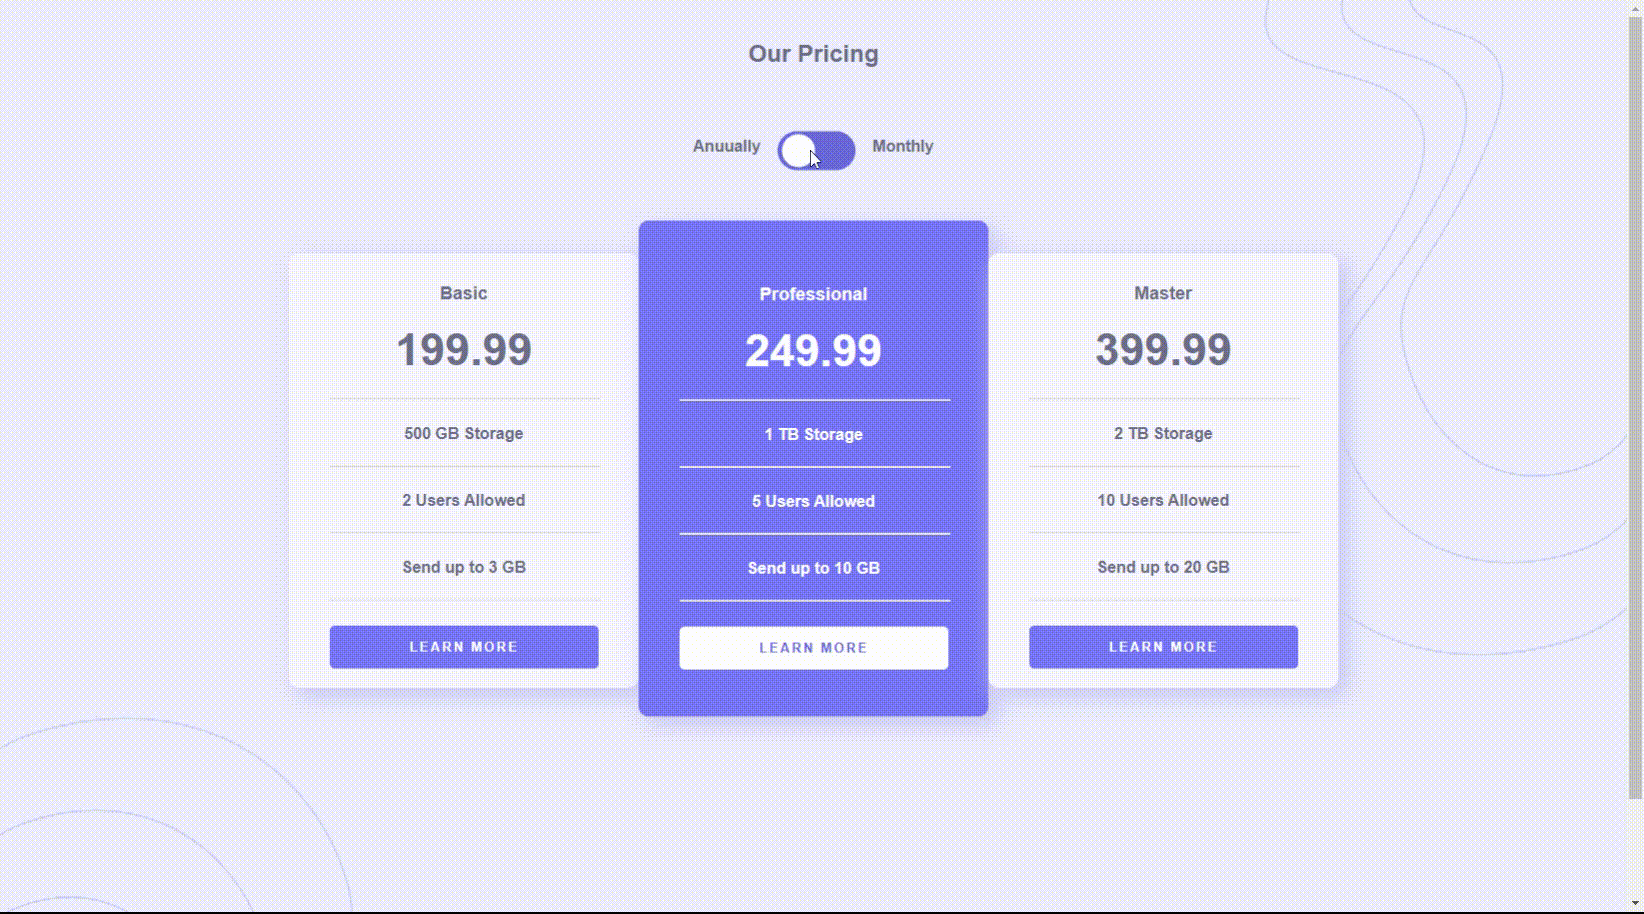 Our Pricing
Anuually
Monthly
Basic
199.99
500 GB Storage
2 Users Allowed
Send up to 3 GB
LEARN MORE
Professional
249.99
1 TB Storage
5 Users Allowed
Send up to 10 GB
LEARN MORE
Master
399.99
2 TB Storage
10 Users Allowed
Send up to 20 GB
LEARN MORE